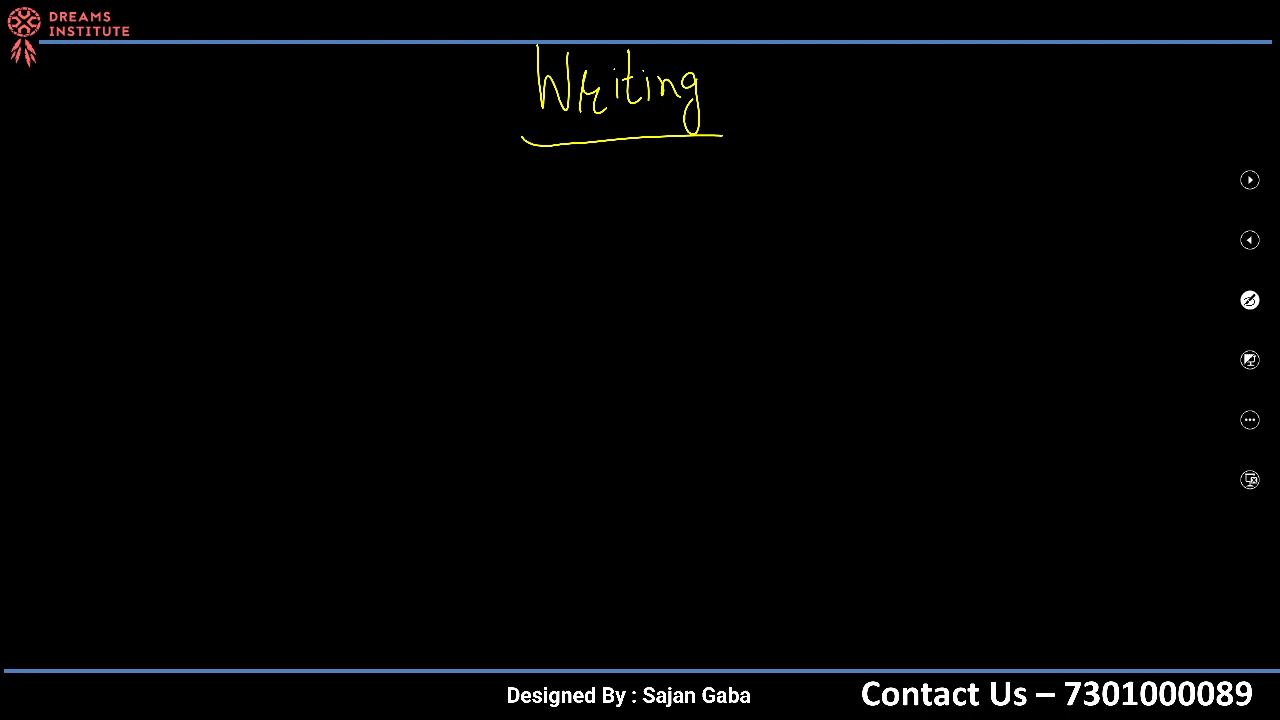 DREAMS
INSTITUTE
Writing
Designed By : Sajan Gaba
Contact Us – 7301000089